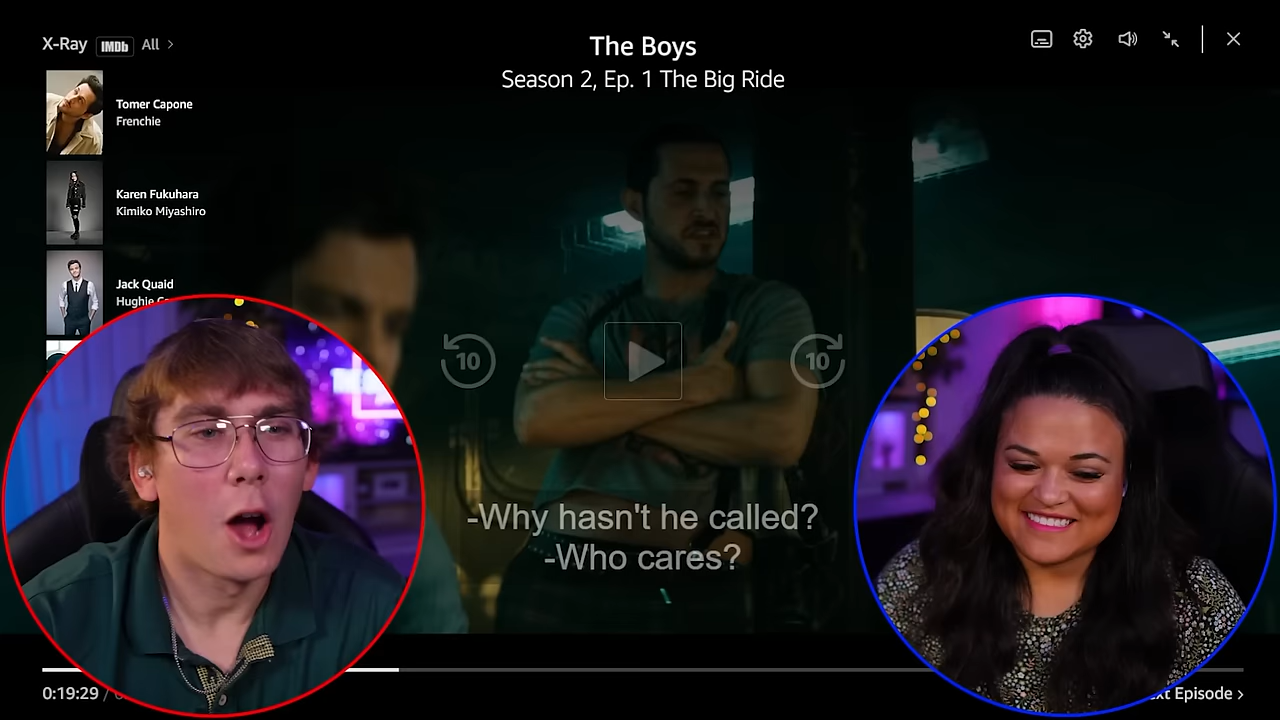 X-Ray IMDb All >
The Boys
Season 2, Ep. 1 The Big Ride
Tomer Capone
Frenchie
Karen Fukuhara
Kimiko Miyashiro
Jack Quaid
Hughie
10
10
-Why hasn't he called?
-Who cares?
0:19:29 /
Episode >